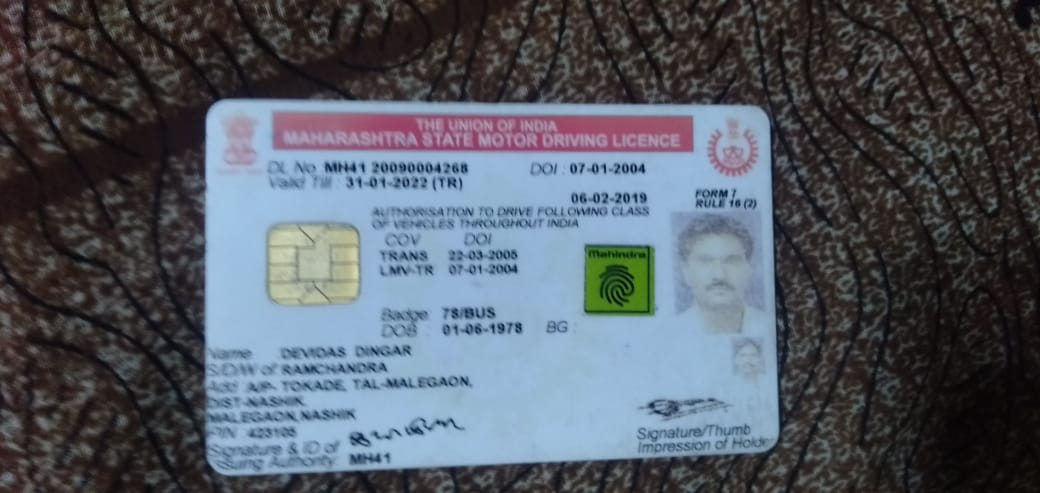 THE UNION OF INDIA
MAHARASHTRA STATE MOTOR DRIVING LICENCE
DL No. MH41 20090004268 DOI : 07-01-2004
Valid Till : 31-01-2022 (TR)
06-02-2019
FORM 7
RULE 16 (2)
AUTHORISATION TO DRIVE FOLLOWING CLASS
OF VEHICLES THROUGHOUT INDIA
COV DOI
TRANS 22-03-2005
LMV-TR 07-01-2004
mahindra
Badge 78/BUS
DOB : 01-06-1978 BG :
Name DEVIDAS DINGAR
S/D/W of RAMCHANDRA
Add A/P- TOKADE, TAL-MALEGAON,
DIST-NASHIK.
MALEGAON,NASHIK
PIN 423105
Signature & ID of
Issuing Authority MH41
Signature/Thumb
Impression of Holder